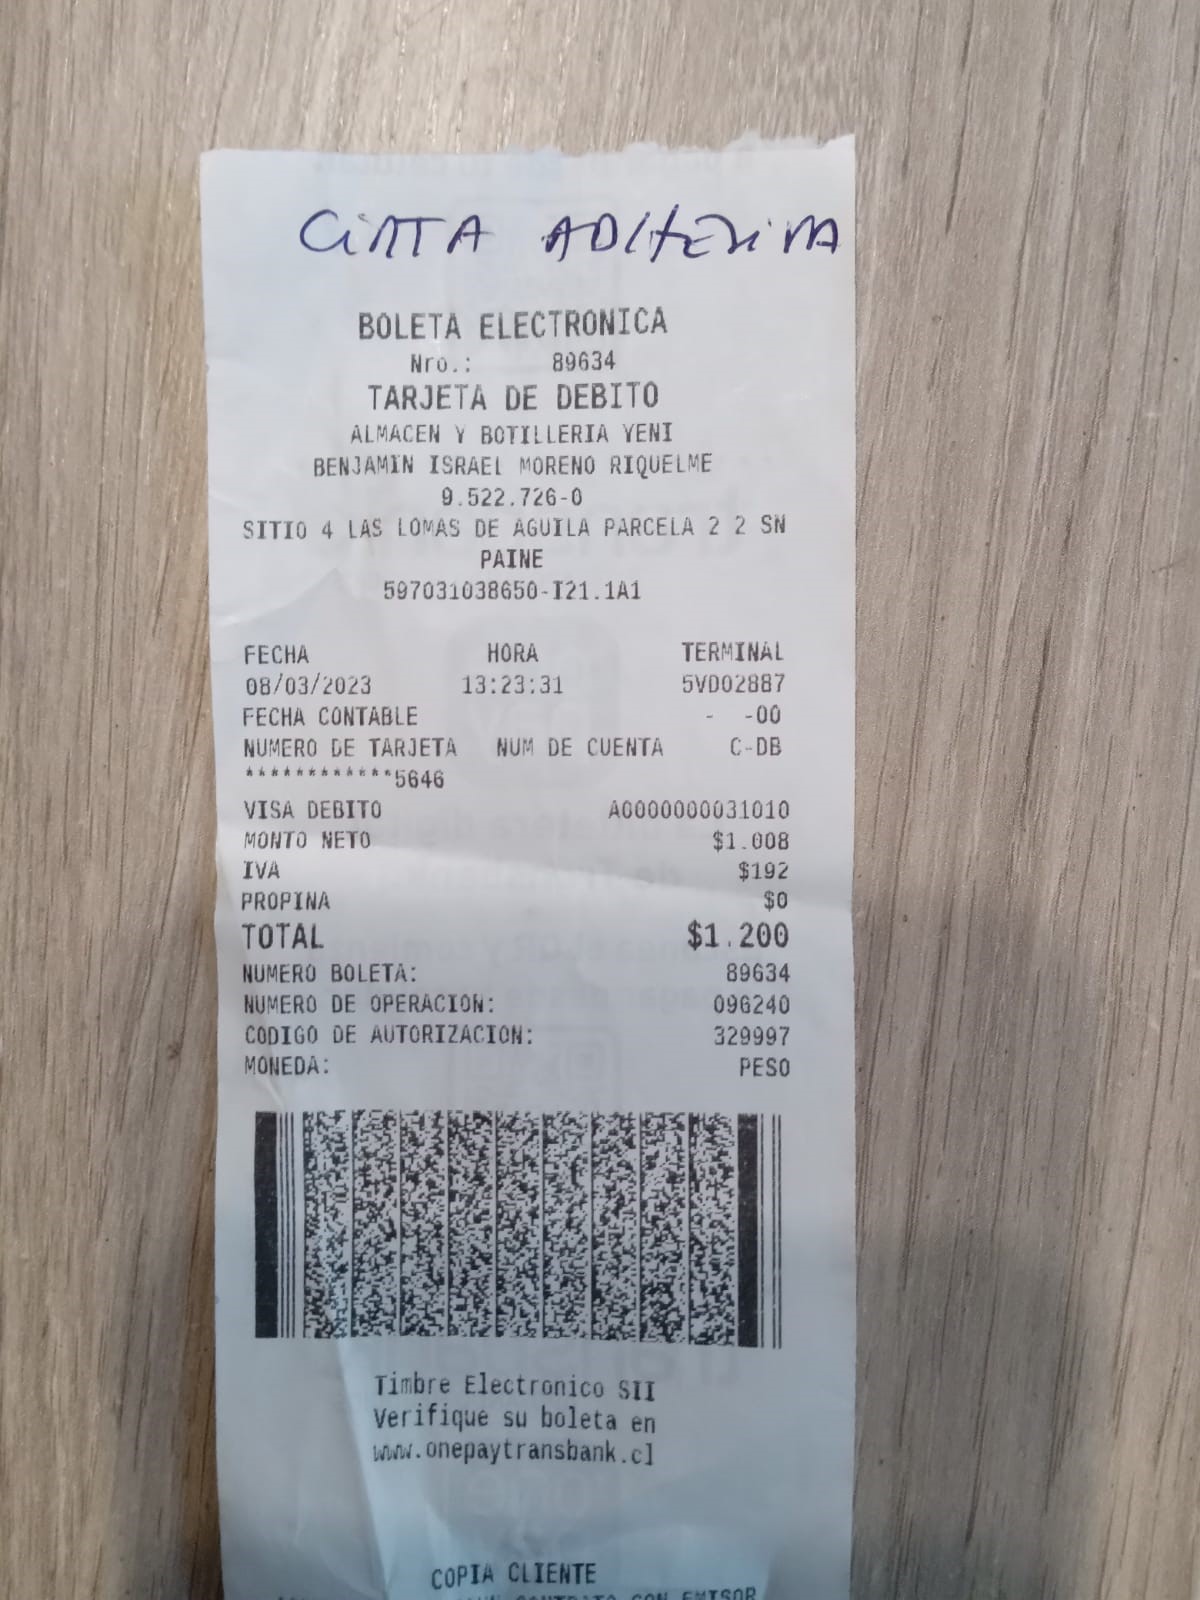 CINTA ADHESIVA
BOLETA ELECTRONICA
Nro.: 89634
TARJETA DE DEBITO
ALMACEN Y BOTILLERIA YENI
BENJAMIN ISRAEL MORENO RIQUELME
9.522.726-0
SITIO 4 LAS LOMAS DE AGUILA PARCELA 2 2 SN
PAINE
597031038650-I21.1A1
FECHA HORA TERMINAL
08/03/2023 13:23:31 5VD02887
FECHA CONTABLE - -00
NUMERO DE TARJETA NUM DE CUENTA C-DB
************5646
VISA DEBITO A0000000031010
MONTO NETO $1.008
IVA $192
PROPINA $0
TOTAL $1.200
NUMERO BOLETA: 89634
NUMERO DE OPERACION: 096240
CODIGO DE AUTORIZACION: 329997
MONEDA: PESO
Timbre Electronico SII
Verifique su boleta en
www.onepaytransbank.cl
COPIA CLIENTE
CONTRATO CON EMISOR